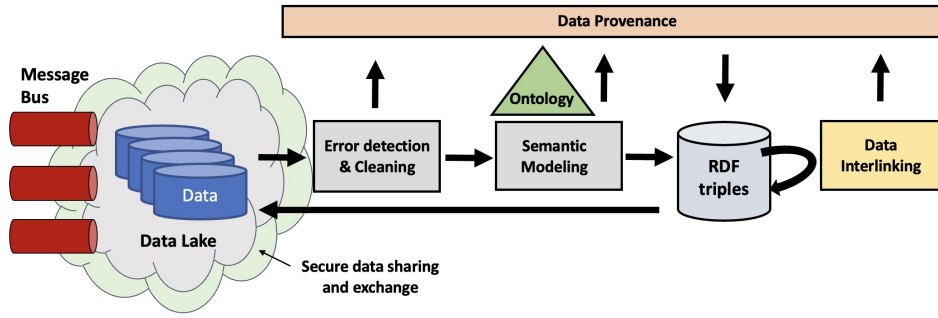 Data Provenance
Message
Bus
Ontology
Error detection
& Cleaning
Semantic
Modeling
RDF
triples
Data
Interlinking
Data
Data Lake
Secure data sharing
and exchange